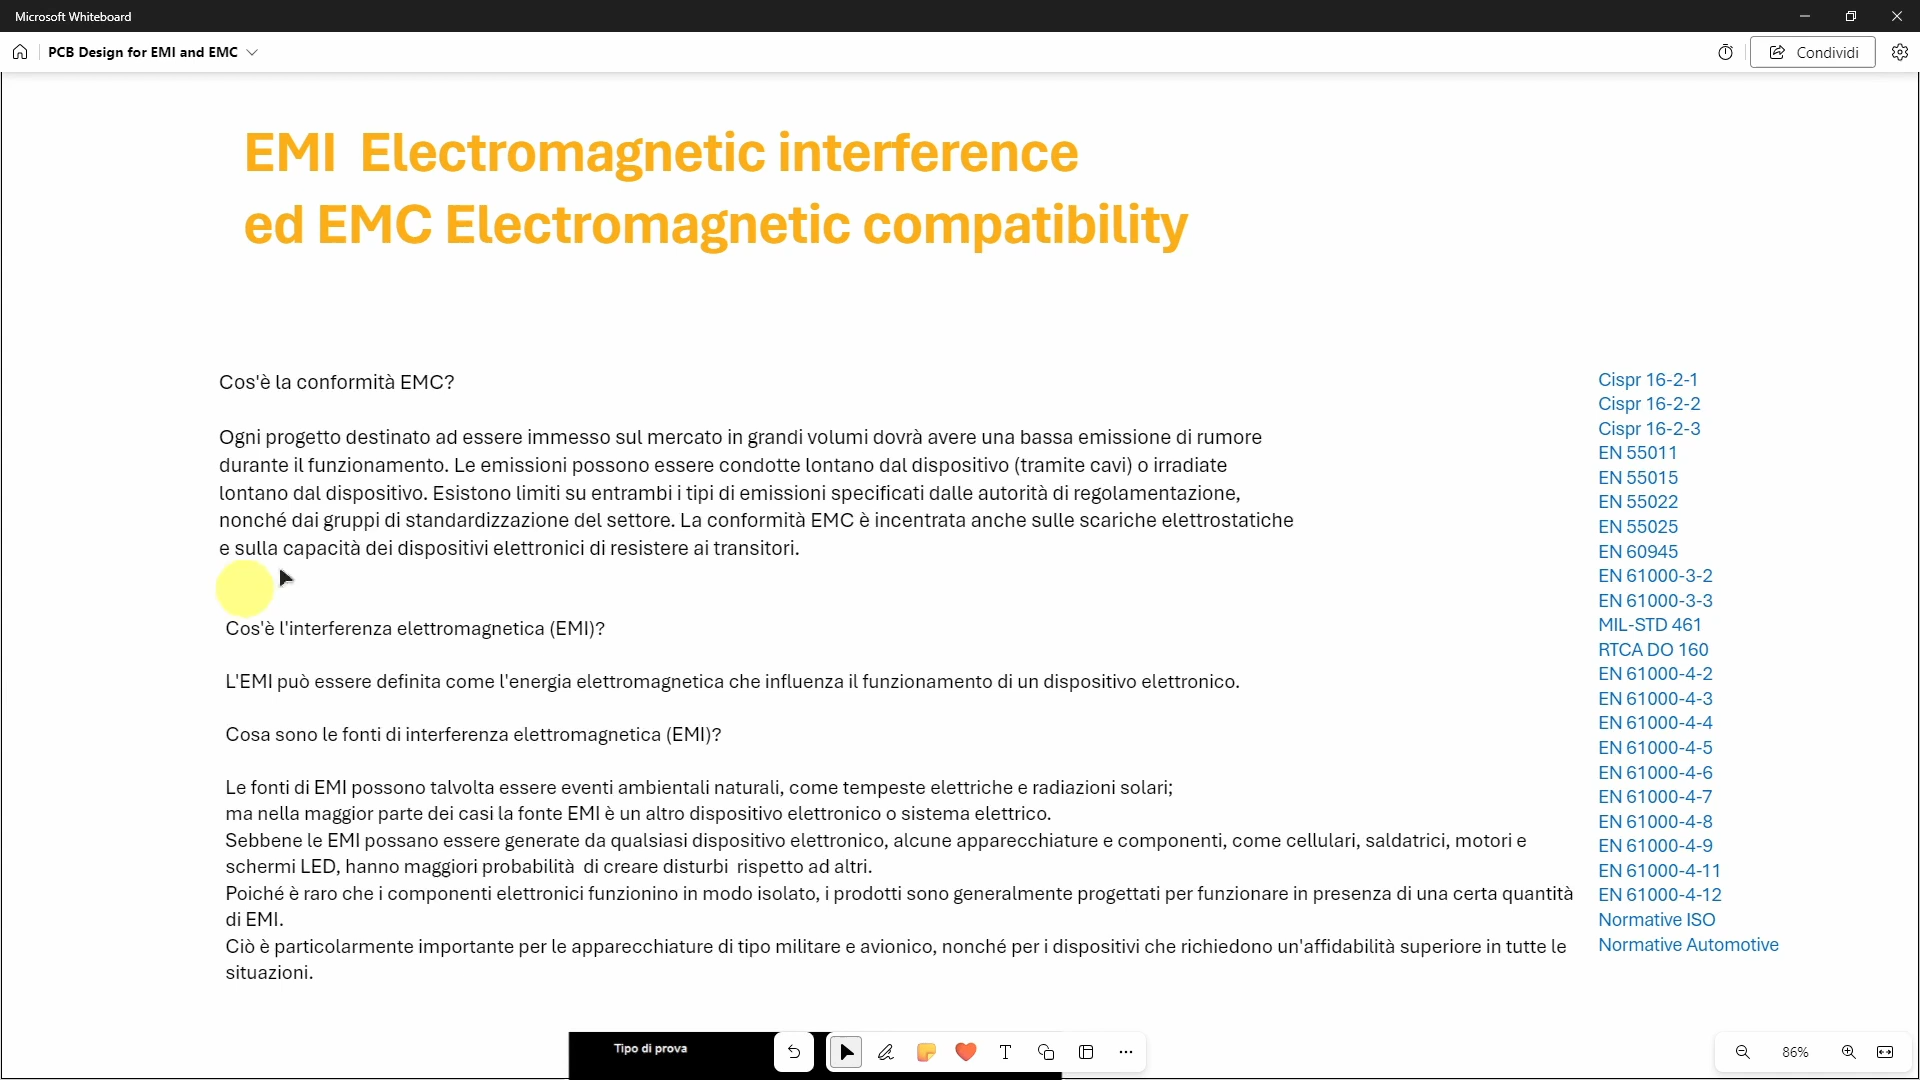 Microsoft Whiteboard
PCB Design for EMI and EMC
Condividi
EMI  Electromagnetic interference
ed EMC Electromagnetic compatibility
Cos'è la conformità EMC?
Ogni progetto destinato ad essere immesso sul mercato in grandi volumi dovrà avere una bassa emissione di rumore
durante il funzionamento. Le emissioni possono essere condotte lontano dal dispositivo (tramite cavi) o irradiate
lontano dal dispositivo. Esistono limiti su entrambi i tipi di emissioni specificati dalle autorità di regolamentazione,
nonché dai gruppi di standardizzazione del settore. La conformità EMC è incentrata anche sulle scariche elettrostatiche
e sulla capacità dei dispositivi elettronici di resistere ai transitori.
Cos'è l'interferenza elettromagnetica (EMI)?
L'EMI può essere definita come l'energia elettromagnetica che influenza il funzionamento di un dispositivo elettronico.
Cosa sono le fonti di interferenza elettromagnetica (EMI)?
Le fonti di EMI possono talvolta essere eventi ambientali naturali, come tempeste elettriche e radiazioni solari;
ma nella maggior parte dei casi la fonte EMI è un altro dispositivo elettronico o sistema elettrico.
Sebbene le EMI possano essere generate da qualsiasi dispositivo elettronico, alcune apparecchiature e componenti, come cellulari, saldatrici, motori e
schermi LED, hanno maggiori probabilità  di creare disturbi  rispetto ad altri.
Poiché è raro che i componenti elettronici funzionino in modo isolato, i prodotti sono generalmente progettati per funzionare in presenza di una certa quantità
di EMI.
Ciò è particolarmente importante per le apparecchiature di tipo militare e avionico, nonché per i dispositivi che richiedono un'affidabilità superiore in tutte le
situazioni.
Cispr 16-2-1
Cispr 16-2-2
Cispr 16-2-3
EN 55011
EN 55015
EN 55022
EN 55025
EN 60945
EN 61000-3-2
EN 61000-3-3
MIL-STD 461
RTCA DO 160
EN 61000-4-2
EN 61000-4-3
EN 61000-4-4
EN 61000-4-5
EN 61000-4-6
EN 61000-4-7
EN 61000-4-8
EN 61000-4-9
EN 61000-4-11
EN 61000-4-12
Normative ISO
Normative Automotive
Tipo di prova
86%